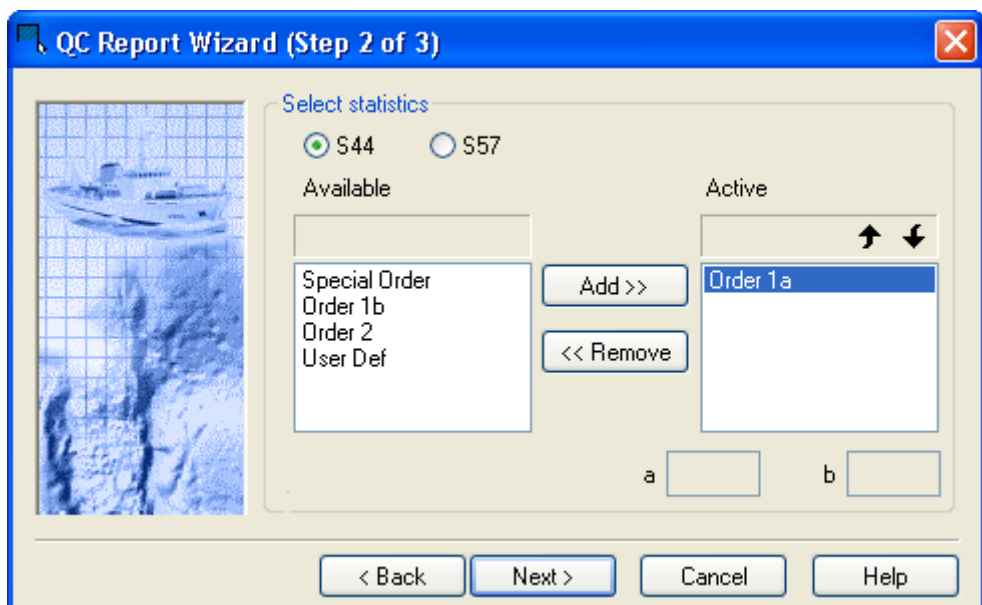 QC Report Wizard (Step 2 of 3)
Select statistics
S44 S57
Available Active
Special Order
Order 1b
Order 2
User Def
Add >>
<< Remove
Order 1a
a b
< Back Next > Cancel Help